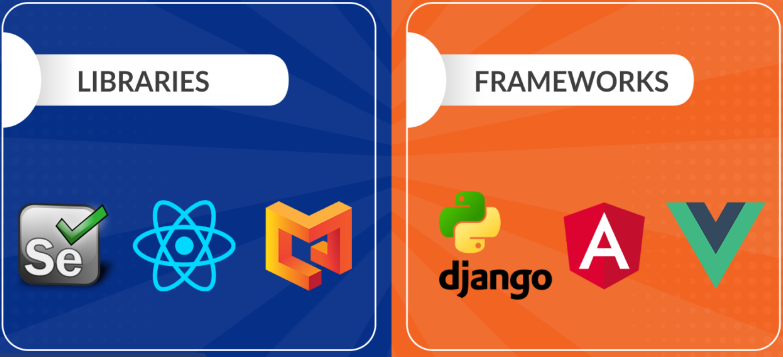 LIBRARIES
FRAMEWORKS
Se
A
django